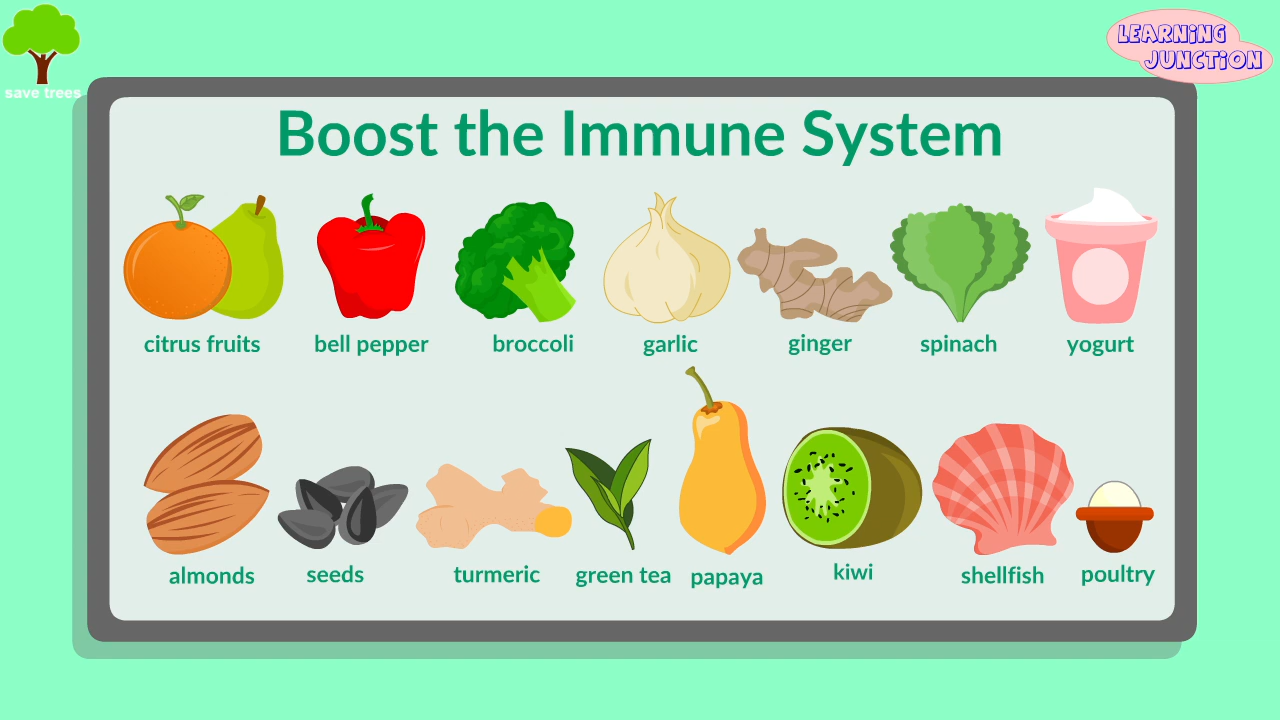 save trees
LEARNING
JUNCTION
Boost the Immune System
citrus fruits
bell pepper
broccoli
garlic
ginger
spinach
yogurt
almonds
seeds
turmeric
green tea
papaya
kiwi
shellfish
poultry